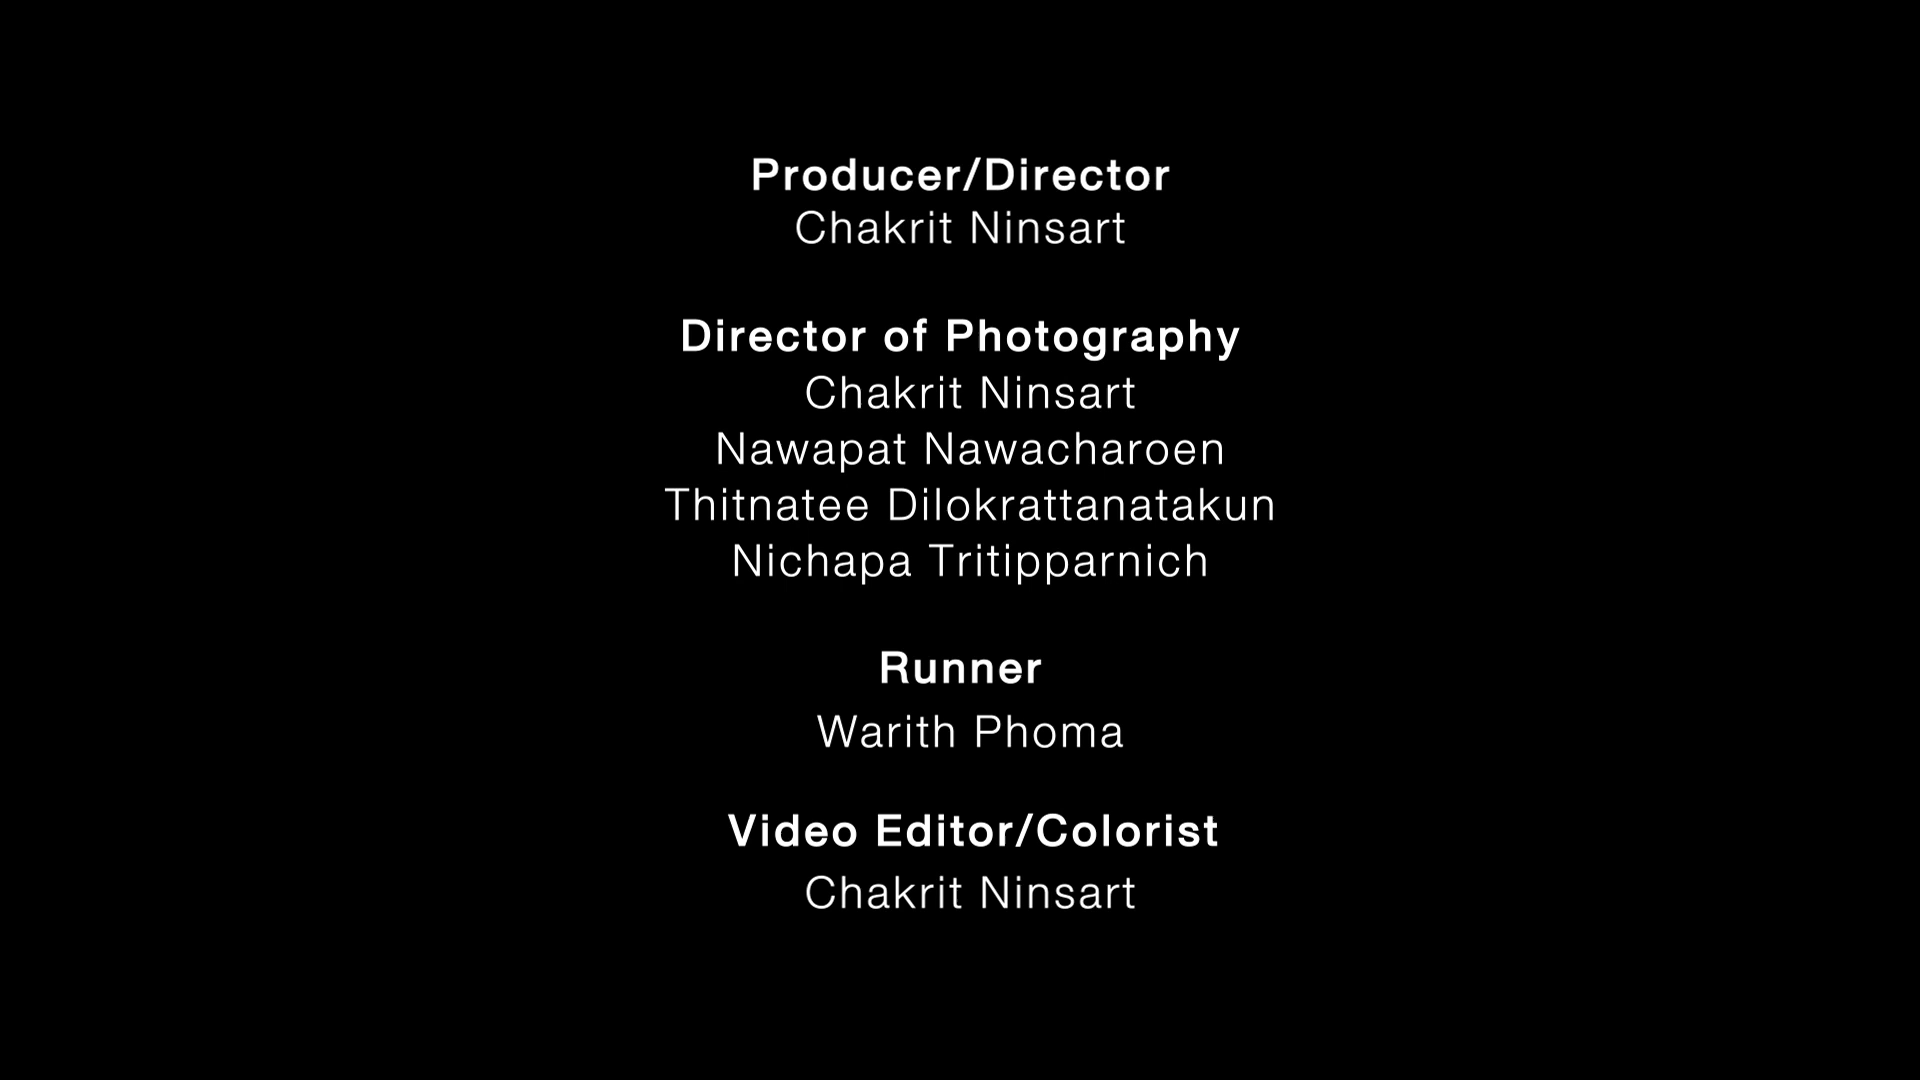 Producer/Director
Chakrit Ninsart
Director of Photography
Chakrit Ninsart
Nawapat Nawacharoen
Thitnatee Dilokrattanatakun
Nichapa Tritipparnich
Runner
Warith Phoma
Video Editor/Colorist
Chakrit Ninsart